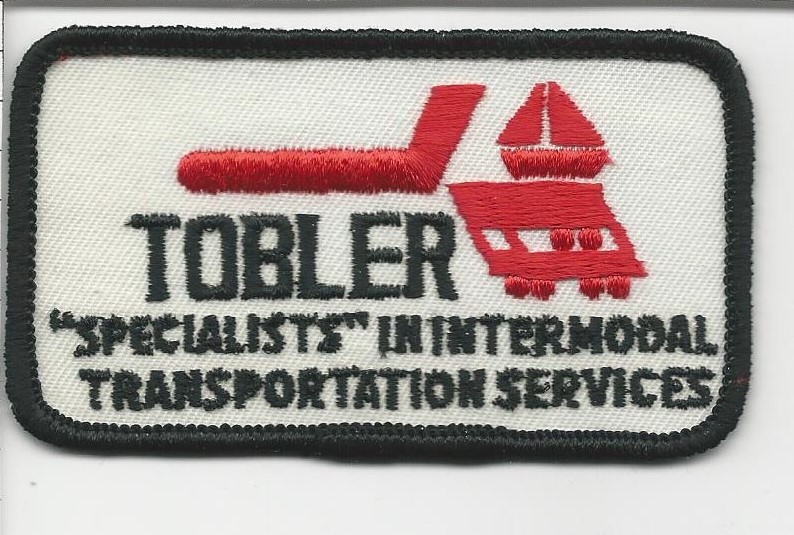 TOBLER
"SPECIALISTS" IN INTERMODAL
TRANSPORTATION SERVICES